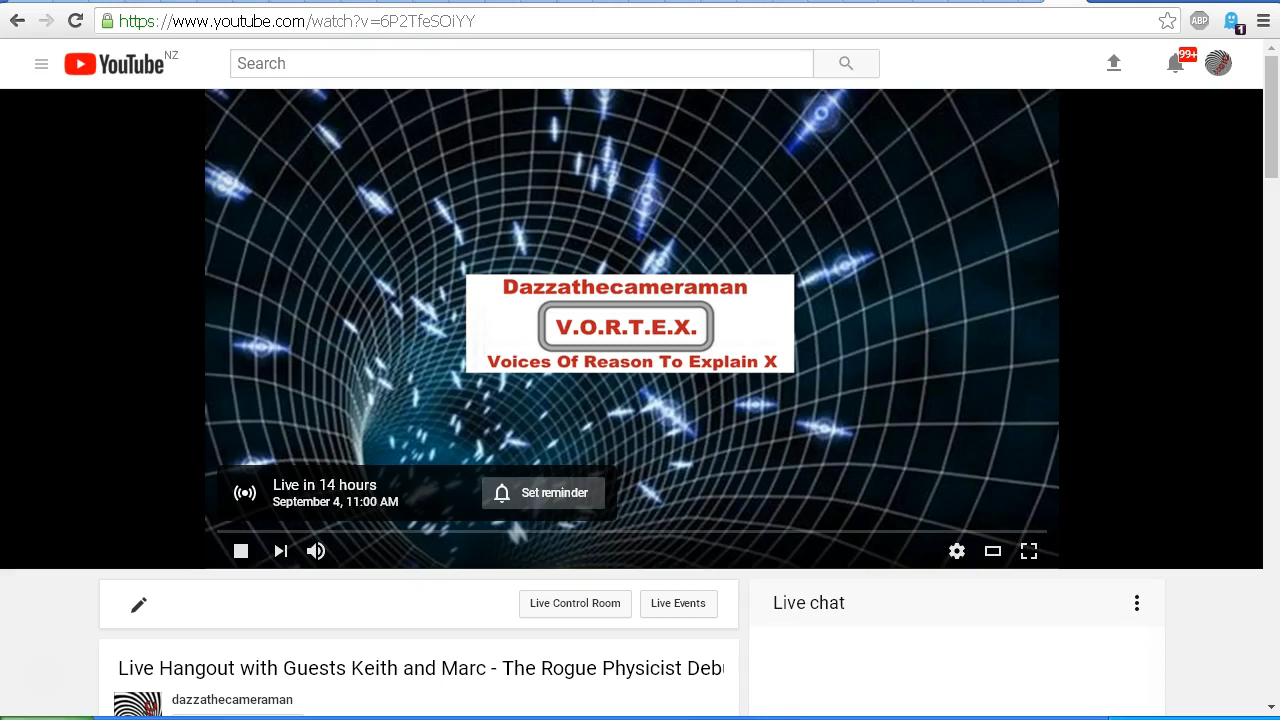 https://www.youtube.com/watch?v=6P2TfeSOIYY
ABP
1
YouTube NZ
Search
99+
Dazzathecameraman
V.O.R.T.E.X.
Voices Of Reason To Explain X
Live in 14 hours
September 4, 11:00 AM
Set reminder
Live Control Room
Live Events
Live chat
Live Hangout with Guests Keith and Marc - The Rogue Physicist Deb
dazzathecameraman